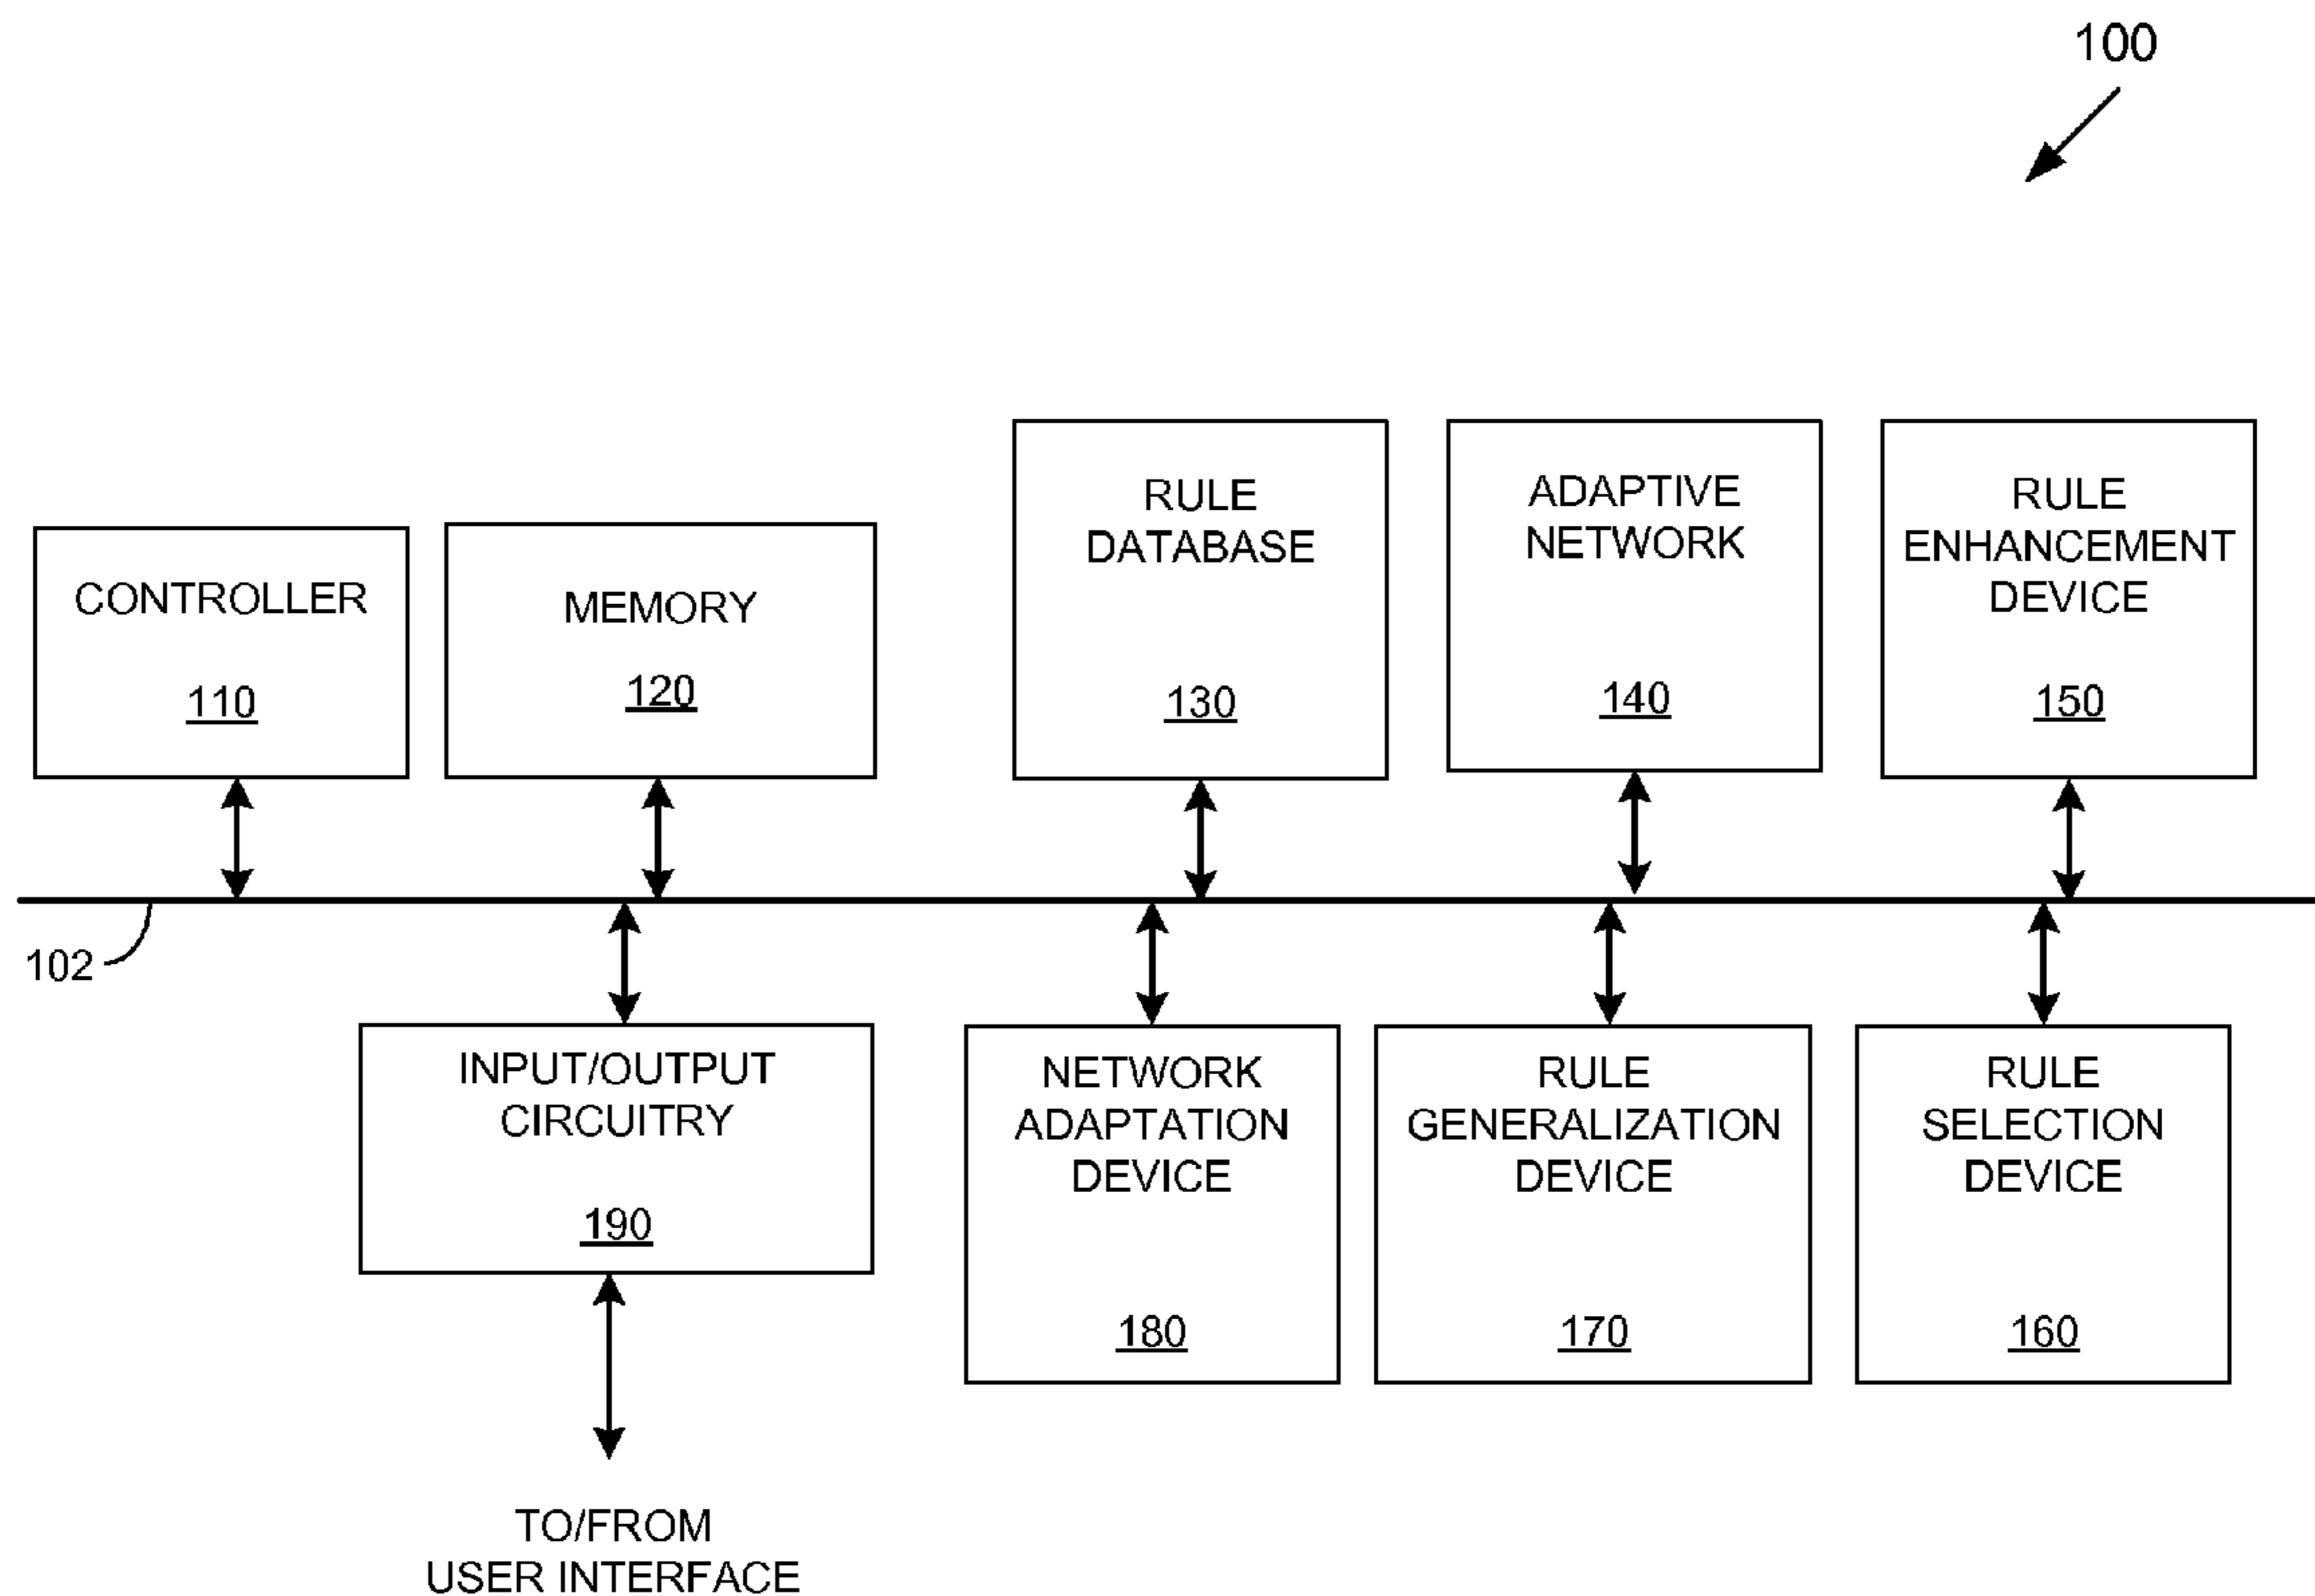 100
CONTROLLER
110
MEMORY
120
RULE
DATABASE
130
ADAPTIVE
NETWORK
140
RULE
ENHANCEMENT
DEVICE
150
102
INPUT/OUTPUT
CIRCUITRY
190
NETWORK
ADAPTATION
DEVICE
180
RULE
GENERALIZATION
DEVICE
170
RULE
SELECTION
DEVICE
160
TO/FROM
USER INTERFACE